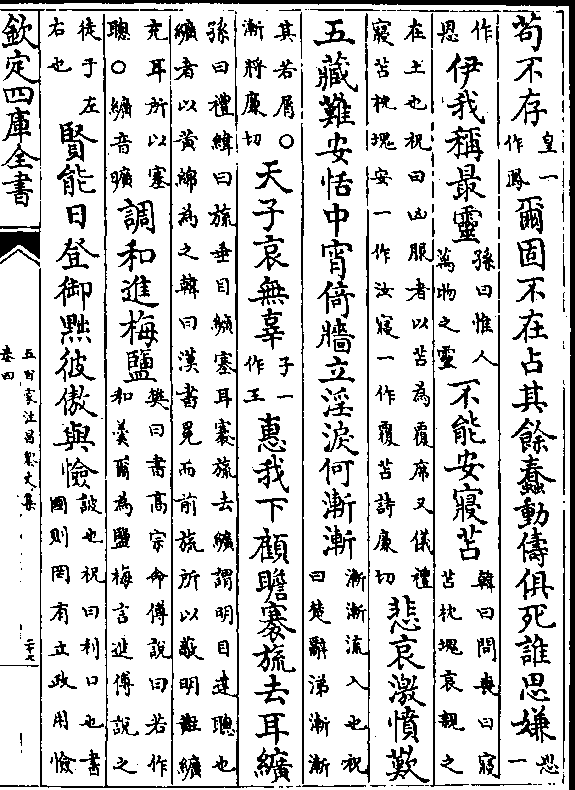 苟不存
皇一
作鳳
爾固不在占其餘蠢動儔俱死誰思嫌
思一
作
恩
伊我稱最靈
孫曰惟人
萬物之靈
不能安寢苫
韓曰問喪曰寢
苫枕塊哀親之
在土也祝曰凶服者以苫為覆席又儀禮
寢苫枕塊安一作汝寢一作覆苫詩廉切
悲哀激憤歎
五藏難安恬中宵倚牆立淫淚何漸漸
漸漸流入也祝
曰楚辭涕漸漸
其若屑○
漸將廉切
天子哀無辜
子一
作王
惠我下顧瞻褰旒去耳纊
孫曰禮緯曰旒垂目纊塞耳褰旒去纊謂明目達聰也
纊者以黃綿為之韓曰漢書冕而前旒所以蔽明黈纊
充耳所以塞
聰○纊音曠
調和進梅鹽
樊曰書高宗命傅說曰若作
和羹爾為鹽梅言進傅說之
徒于左
右也
賢能日登御黜彼傲與憸
詖也祝曰利口也書
國則罔有立政用憸
欽定四庫全書
五百家注昌黎文集
卷四
二十七